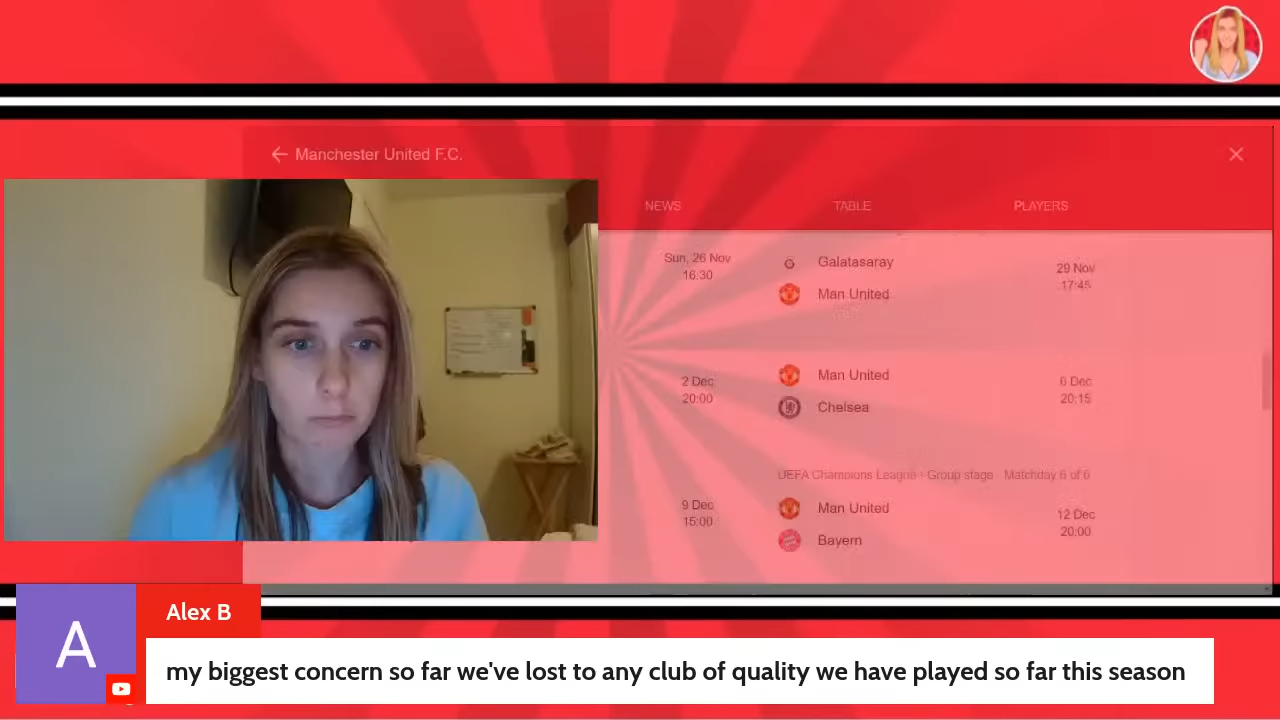 Manchester United F.C.
NEWS
TABLE
PLAYERS
Sun, 26 Nov
16:30
Galatasaray
Man United
29 Nov
17:45
2 Dec
20:00
Man United
Chelsea
6 Dec
20:15
UEFA Champions League · Group stage · Matchday 6 of 6
9 Dec
15:00
Man United
Bayern
12 Dec
20:00
A
Alex B
my biggest concern so far we've lost to any club of quality we have played so far this season